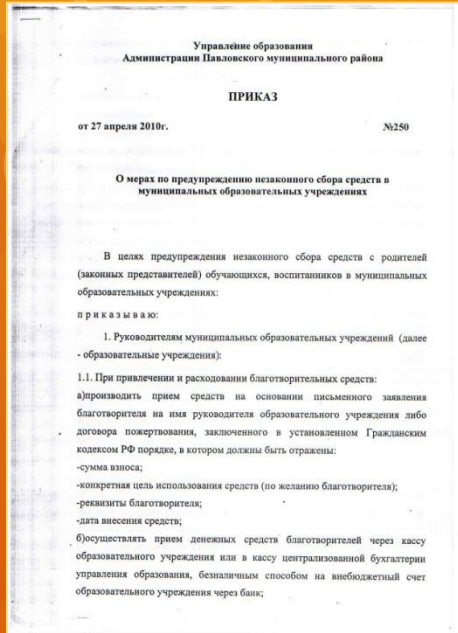 Управление образования
Администрации Павловского муниципального района
ПРИКАЗ
от 27 апреля 2010г. №250
О мерах по предупреждению незаконного сбора средств в
муниципальных образовательных учреждениях
В целях предупреждения незаконного сбора средств с родителей
(законных представителей) обучающихся, воспитанников в муниципальных
образовательных учреждениях:
п р и к а з ы в а ю:
1. Руководителям муниципальных образовательных учреждений (далее
- образовательные учреждения):
1.1. При привлечении и расходовании благотворительных средств:
а)производить прием средств на основании письменного заявления
благотворителя на имя руководителя образовательного учреждения либо
договора пожертвования, заключенного в установленном Гражданским
кодексом РФ порядке, в котором должны быть отражены:
-сумма взноса;
-конкретная цель использования средств (по желанию благотворителя);
-реквизиты благотворителя;
-дата внесения средств;
б)осуществлять прием денежных средств благотворителей через кассу
образовательного учреждения или в кассу централизованной бухгалтерии
управления образования, безналичным способом на внебюджетный счет
образовательного учреждения через банк;